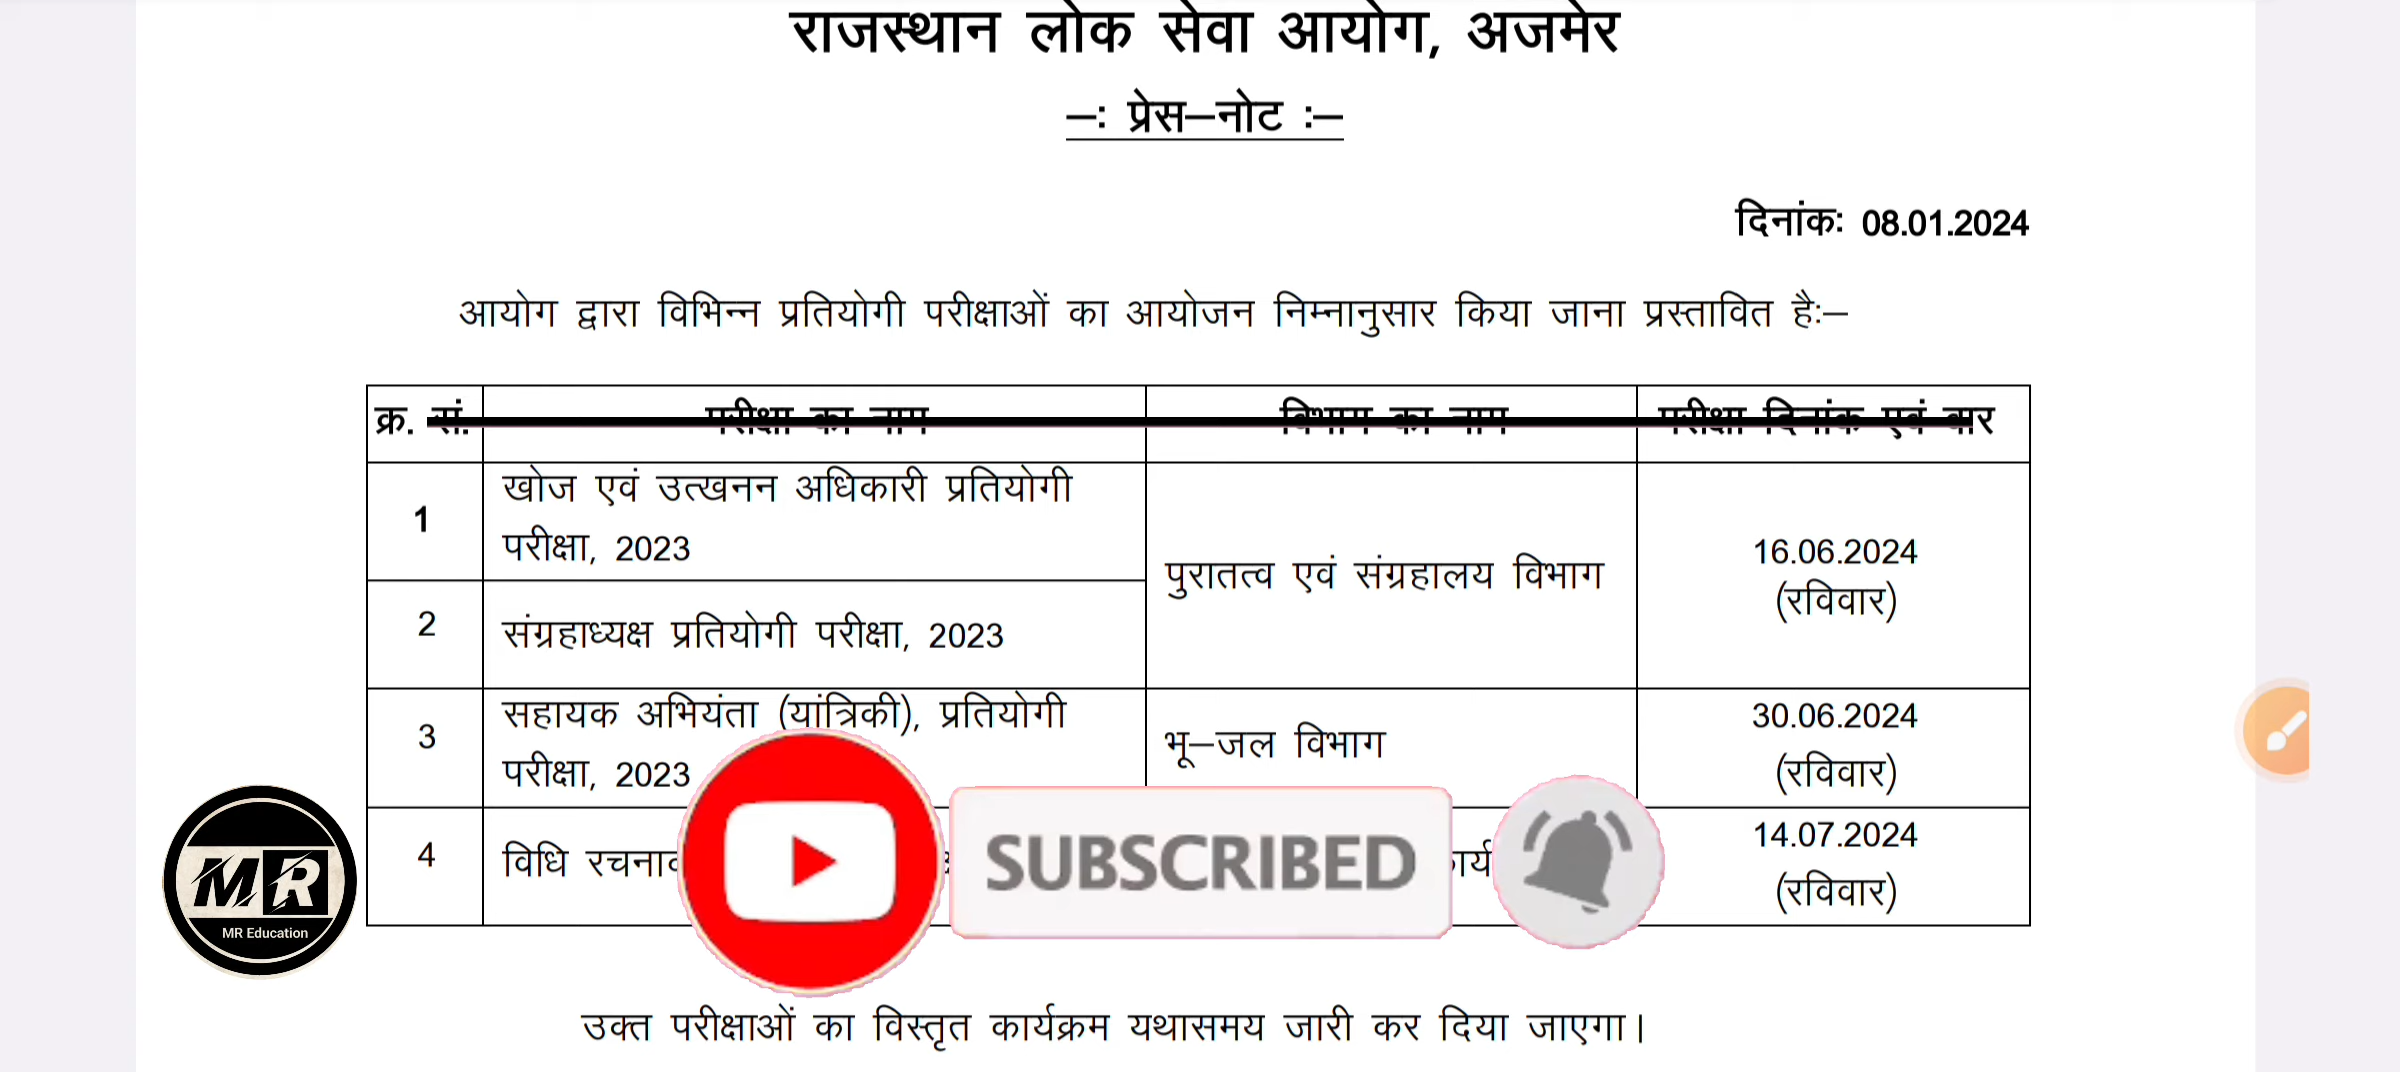 राजस्थान लोक सेवा आयोग, अजमेर
–: प्रेस–नोट :–
दिनांक: 08.01.2024
आयोग द्वारा विभिन्न प्रतियोगी परीक्षाओं का आयोजन निम्नानुसार किया जाना प्रस्तावित है:–
क्र. सं. परीक्षा का नाम विभाग का नाम परीक्षा दिनांक एवं वार
1 खोज एवं उत्खनन अधिकारी प्रतियोगी
परीक्षा, 2023
पुरातत्व एवं संग्रहालय विभाग
16.06.2024
(रविवार)
2 संग्रहाध्यक्ष प्रतियोगी परीक्षा, 2023
3 सहायक अभियंता (यांत्रिकी), प्रतियोगी
परीक्षा, 2023
भू–जल विभाग
30.06.2024
(रविवार)
4 विधि
14.07.2024
(रविवार)
SUBSCRIBED
MR
MR Education
उक्त परीक्षाओं का विस्तृत कार्यक्रम यथासमय जारी कर दिया जाएगा।